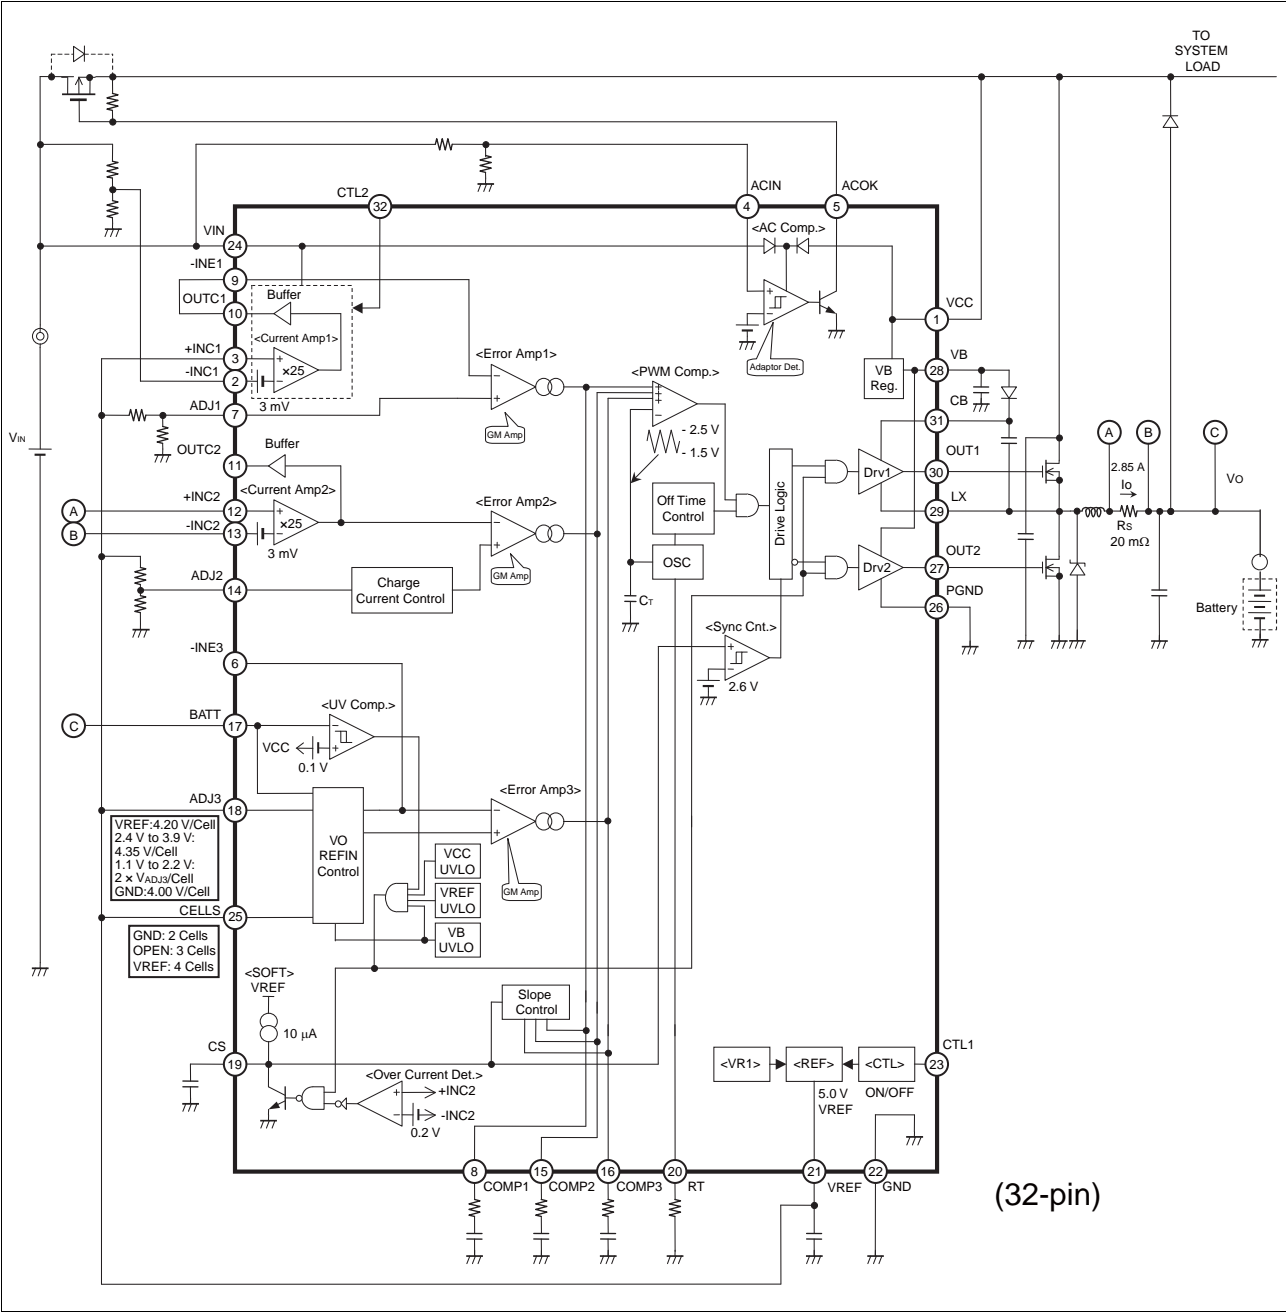 TO
SYSTEM
LOAD
CTL2
32
ACIN
4
ACOK
5
<AC Comp.>
VIN
24
-INE1
9
OUTC1
10
Buffer
<Current Amp1>
+INC1
3
×25
-INC1
2
3 mV
ADJ1
7
<Error Amp1>
GM Amp
<PWM Comp.>
- 2.5 V
- 1.5 V
Adaptor Det.
VCC
1
VB
Reg.
VB
28
CB
31
OUT1
30
LX
29
OUT2
27
PGND
26
Drv1
Drv2
Drive Logic
Off Time
Control
OSC
CT
VIN
OUTC2
11
Buffer
<Current Amp2>
+INC2
12
A
×25
-INC2
13
B
3 mV
<Error Amp2>
GM Amp
ADJ2
14
Charge
Current Control
A
B
C
2.85 A
Io
RS
20 mΩ
VO
Battery
<Sync Cnt.>
2.6 V
-INE3
6
BATT
17
C
<UV Comp.>
VCC
0.1 V
ADJ3
18
VREF:4.20 V/Cell
2.4 V to 3.9 V:
4.35 V/Cell
1.1 V to 2.2 V:
2 × VADJ3/Cell
GND:4.00 V/Cell
VO
REFIN
Control
<Error Amp3>
GM Amp
VCC
UVLO
VREF
UVLO
VB
UVLO
CELLS
25
GND: 2 Cells
OPEN: 3 Cells
VREF: 4 Cells
<SOFT>
VREF
10 μA
Slope
Control
CS
19
<Over Current Det.>
+INC2
-INC2
0.2 V
<VR1>
<REF>
<CTL>
5.0 V
VREF
ON/OFF
CTL1
23
8
COMP1
15
COMP2
16
COMP3
20
RT
21
VREF
22
GND
(32-pin)